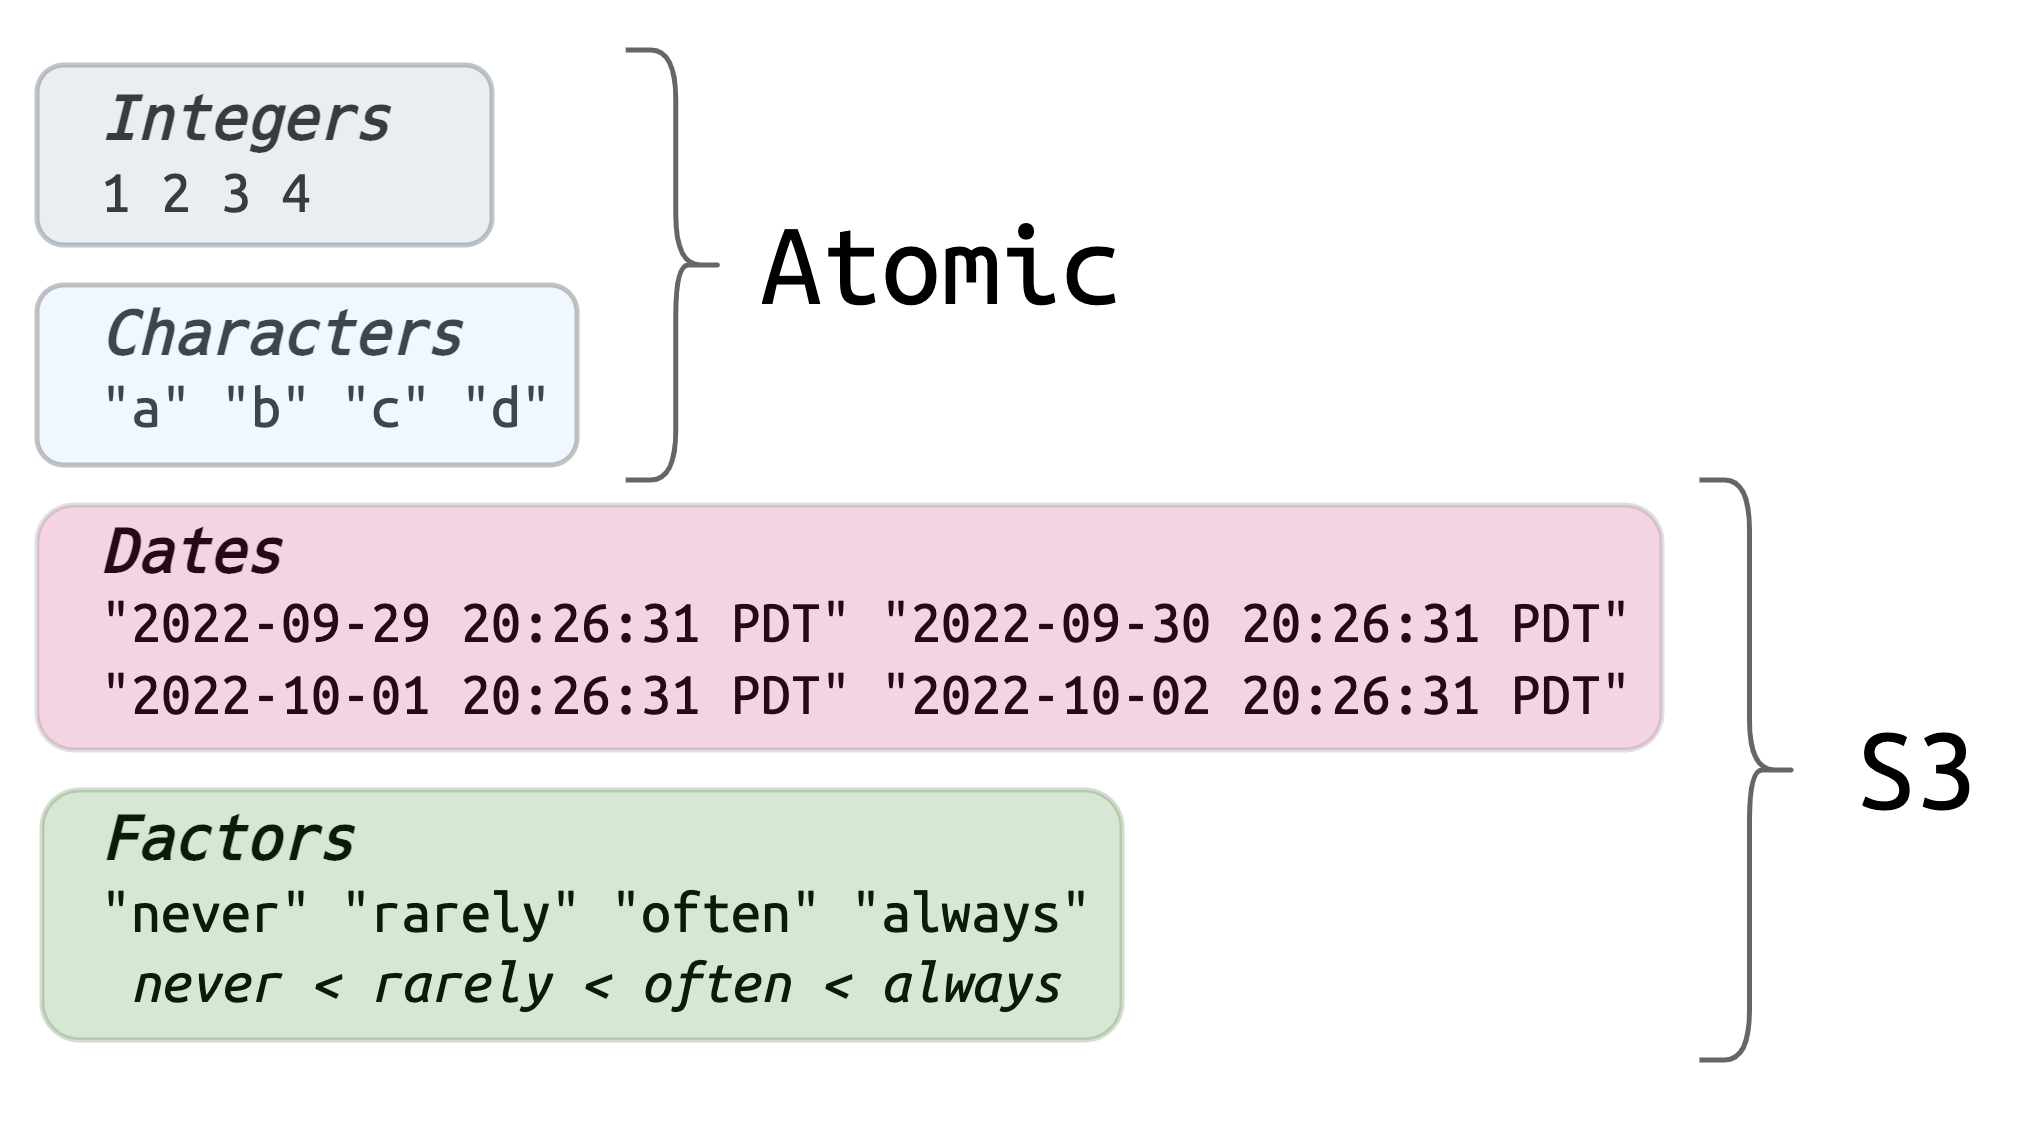 Integers
1 2 3 4
Characters
"a" "b" "c" "d"
Atomic
Dates
"2022-09-29 20:26:31 PDT" "2022-09-30 20:26:31 PDT"
"2022-10-01 20:26:31 PDT" "2022-10-02 20:26:31 PDT"
Factors
"never" "rarely" "often" "always"
never < rarely < often < always
S3